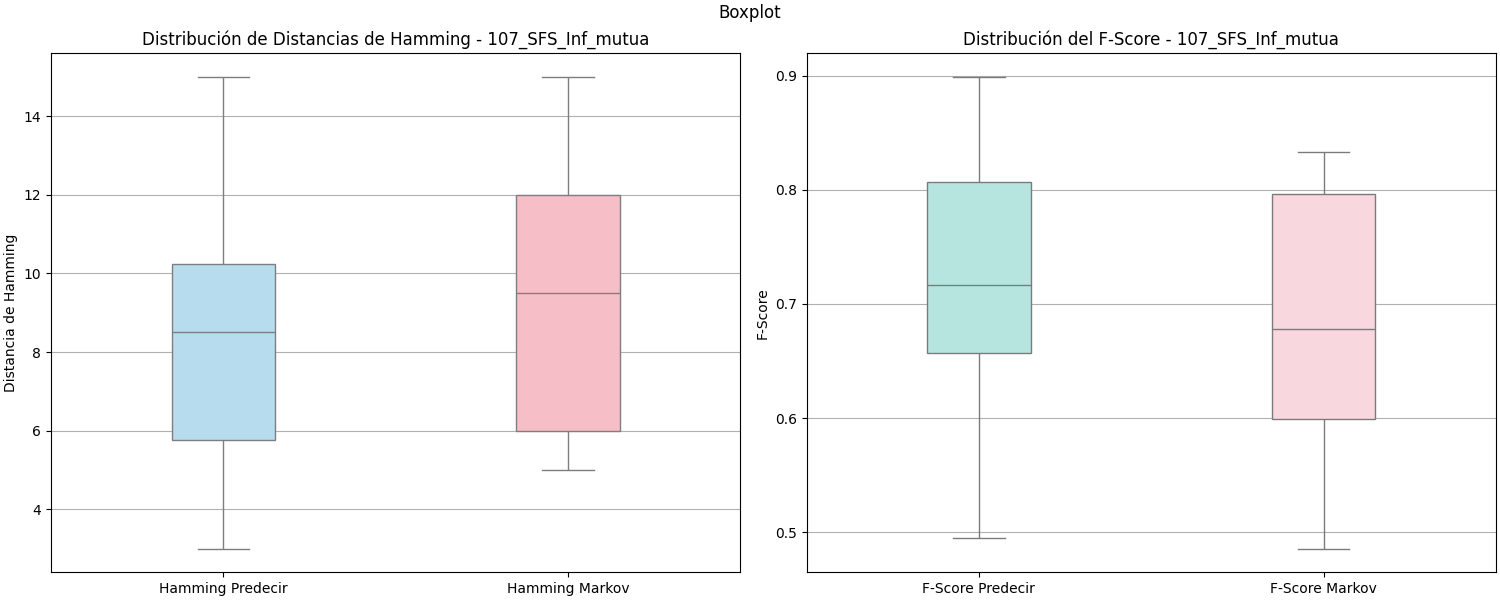 Boxplot
Distribución de Distancias de Hamming - 107_SFS_Inf_mutua
Distancia de Hamming
14
12
10
8
6
4
Hamming Predecir
Hamming Markov
Distribución del F-Score - 107_SFS_Inf_mutua
F-Score
0.9
0.8
0.7
0.6
0.5
F-Score Predecir
F-Score Markov